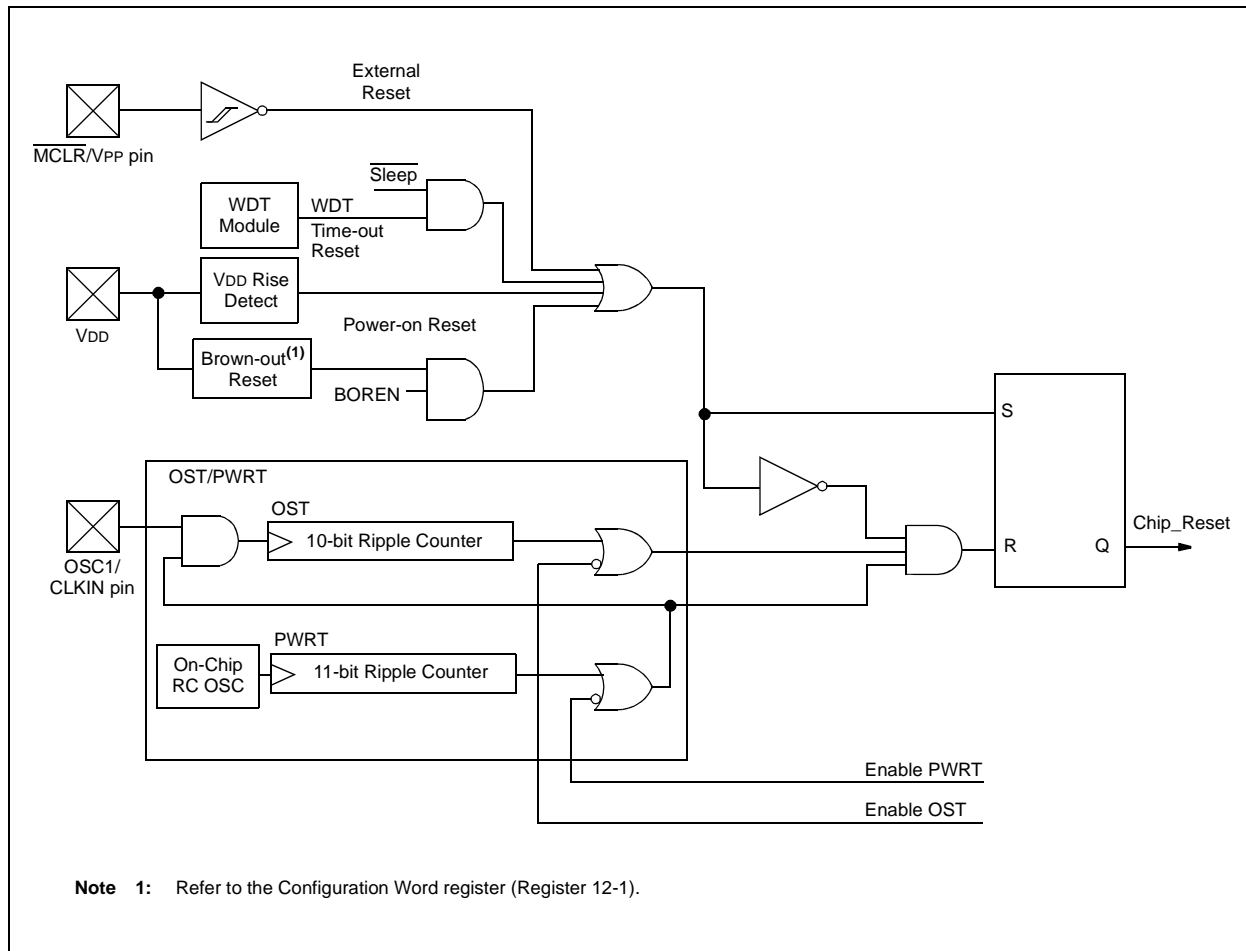 External
Reset
MCLR/VPP pin
Sleep
WDT
Module
WDT
Time-out
Reset
VDD Rise
Detect
VDD
Power-on Reset
Brown-out(1)
Reset
BOREN
S
OST/PWRT
OST
10-bit Ripple Counter
OSC1/
CLKIN pin
Chip_Reset
R
Q
PWRT
On-Chip
RC OSC
11-bit Ripple Counter
Enable PWRT
Enable OST
Note 1: Refer to the Configuration Word register (Register 12-1).